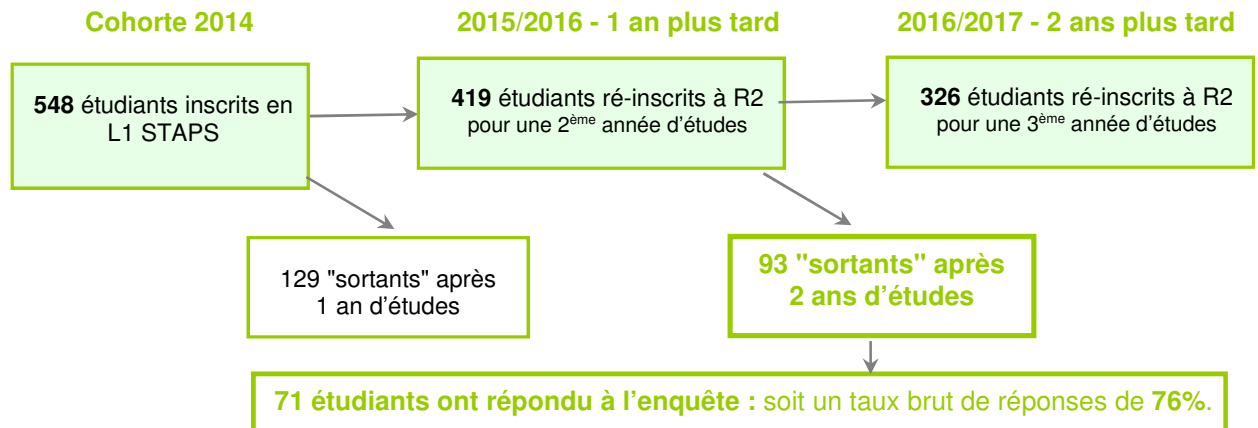 Cohorte 2014
2015/2016 - 1 an plus tard
2016/2017 - 2 ans plus tard
548 étudiants inscrits en
L1 STAPS
419 étudiants ré-inscrits à R2
pour une 2ème année d'études
326 étudiants ré-inscrits à R2
pour une 3ème année d'études
129 "sortants" après
1 an d'études
93 "sortants" après
2 ans d'études
71 étudiants ont répondu à l'enquête : soit un taux brut de réponses de 76%.